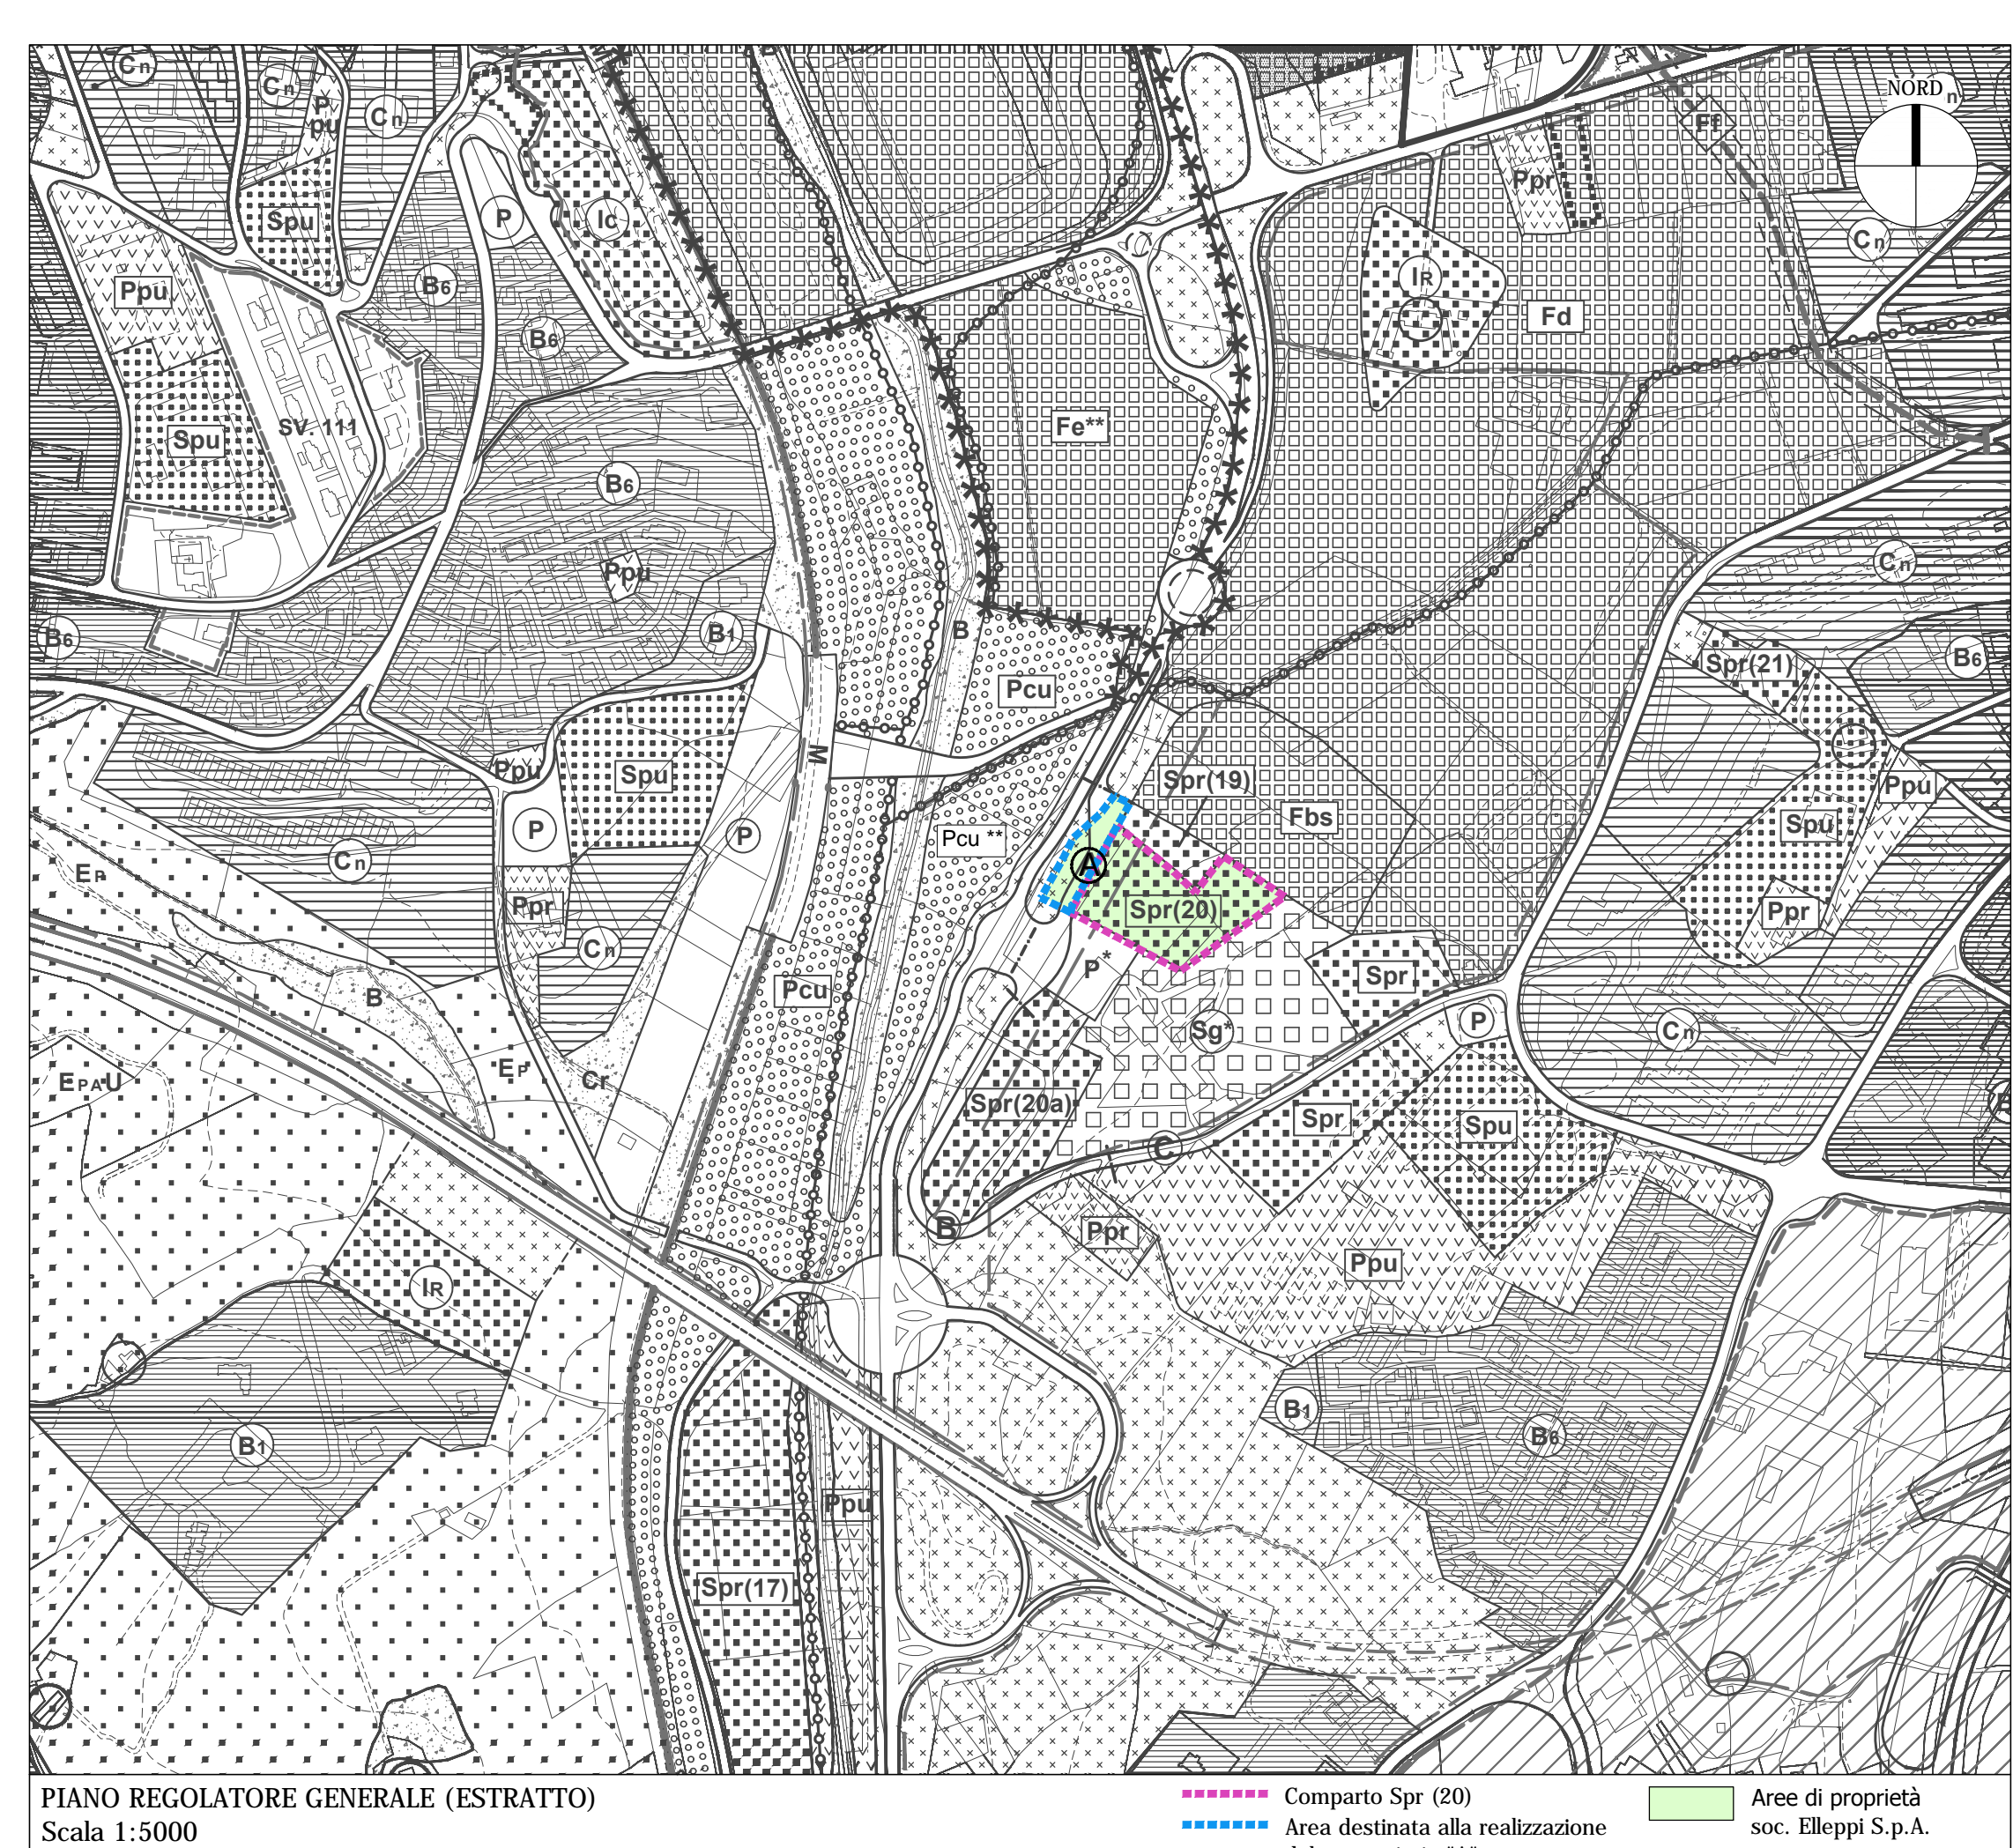 NORD
n
Cn
Cn
P
pu
Cn
Ff
Ppr
Spu
P
Ic
Cn
Ppu
B6
IR
Fd
B6
Fe**
SV. 111
Spu
B6
Cn
Ppu
B6
B1
B
B6
Spr(21)
Pcu
M
Ppu
Spu
Spr(19)
Ppu
Fbs
Spu
P
P
Pcu **
Cn
A
EP
Ppr
Spr(20)
Ppr
Cn
P*
Spr
Pcu
B
Sg*
P
Cn
EP
Cr
EPAU
Spr(20a)
Spr
Spu
C
B
Ppr
Ppu
IR
B1
B6
B1
Ppu
Spr(17)
PIANO REGOLATORE GENERALE (ESTRATTO)
Scala 1:5000
Comparto Spr (20)
Area destinata alla realizzazione
Aree di proprietà
soc. Elleppi S.p.A.